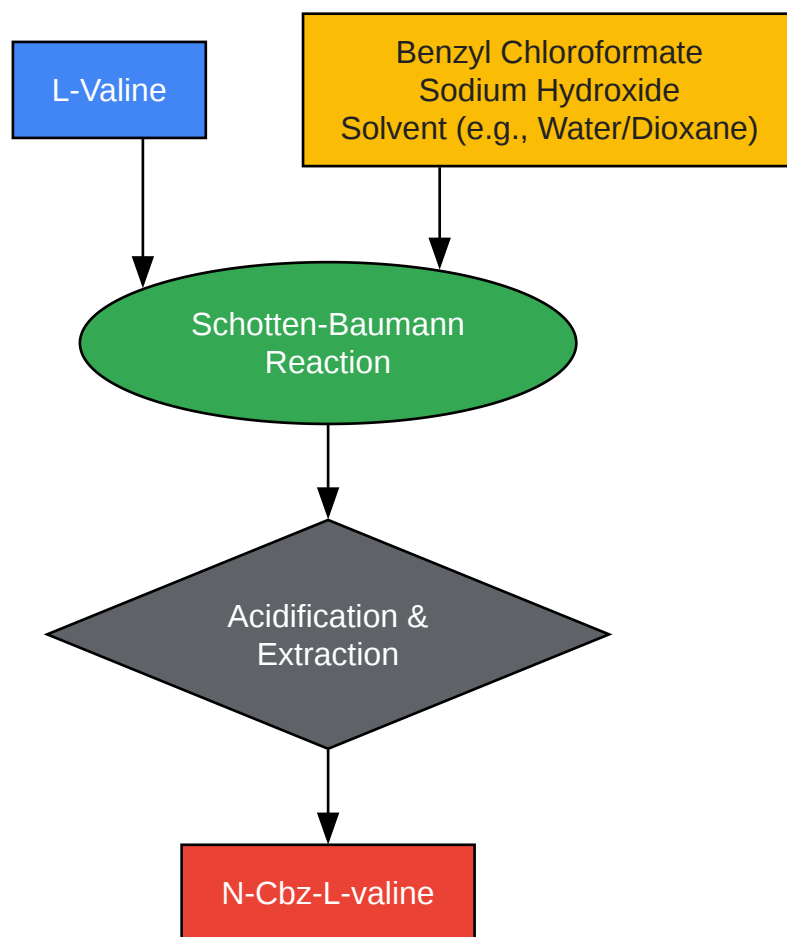 L-Valine
Benzyl Chloroformate
Sodium Hydroxide
Solvent (e.g., Water/Dioxane)
Schotten-Baumann
Reaction
Acidification &
Extraction
N-Cbz-L-valine